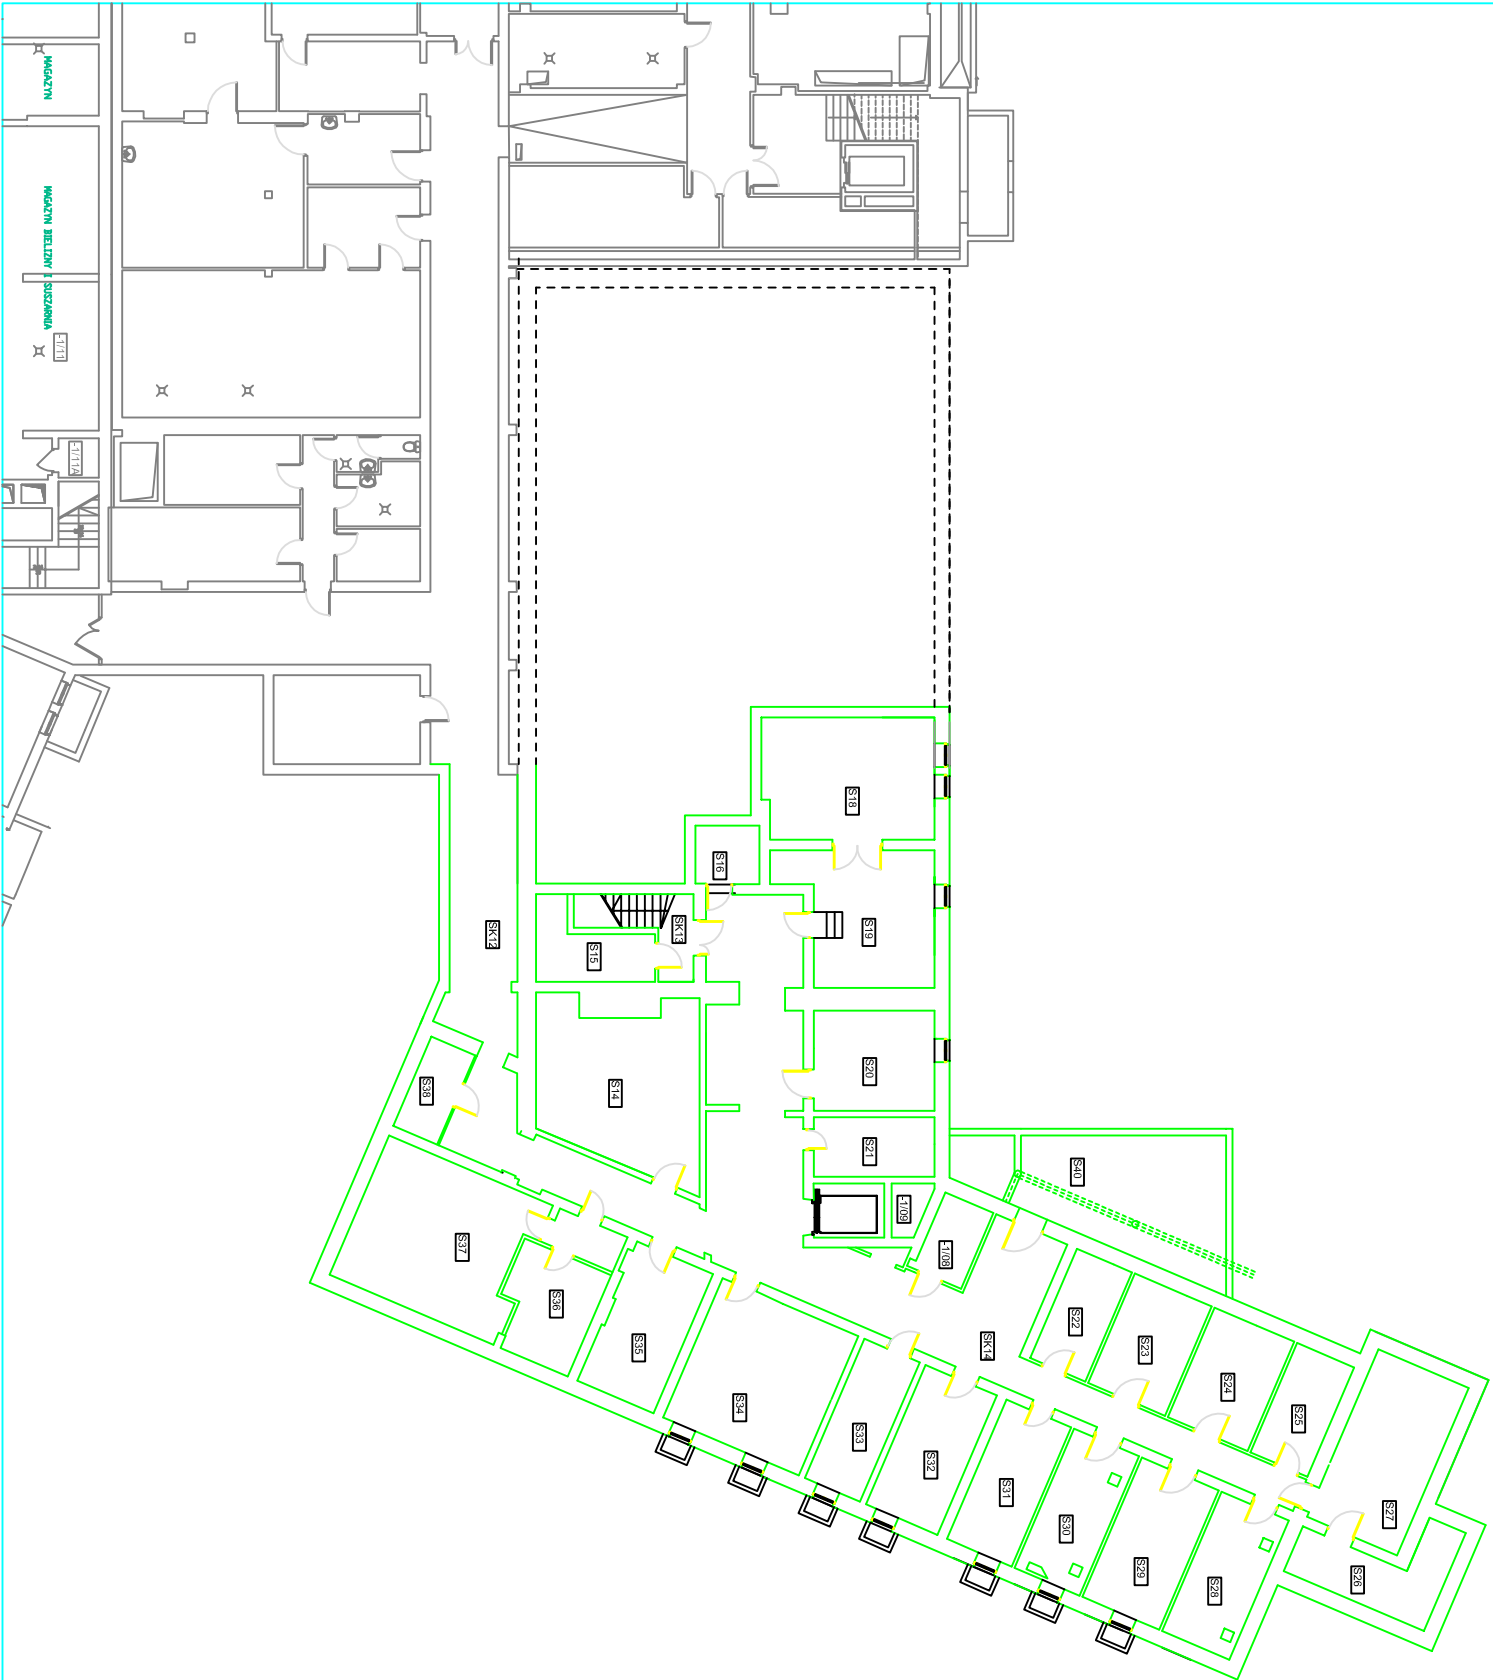 MAGAZYN
MAGAZYN BIELIZNY I SUSZARNIA
-1/11
-1/11A
S18
S16
SK12
SK13
S19
S15
S20
S38
S14
S21
S40
-1/09
S37
-1/08
S36
S22
S35
SK14
S23
S24
S34
S25
S33
S32
S31
S27
S30
S29
S26
S28